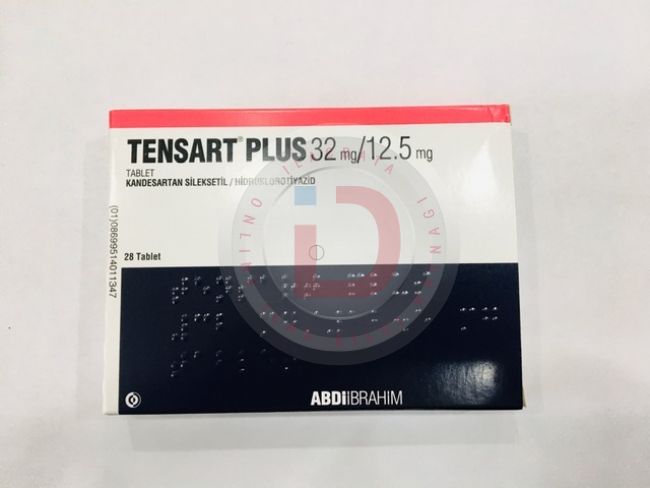 TENSART® PLUS 32 mg/12.5 mg
TABLET
KANDESARTAN SİLEKSETİL / HİDROKLOROTİYAZİD
28 Tablet
(01)08699514011347
ABDİİBRAHİM